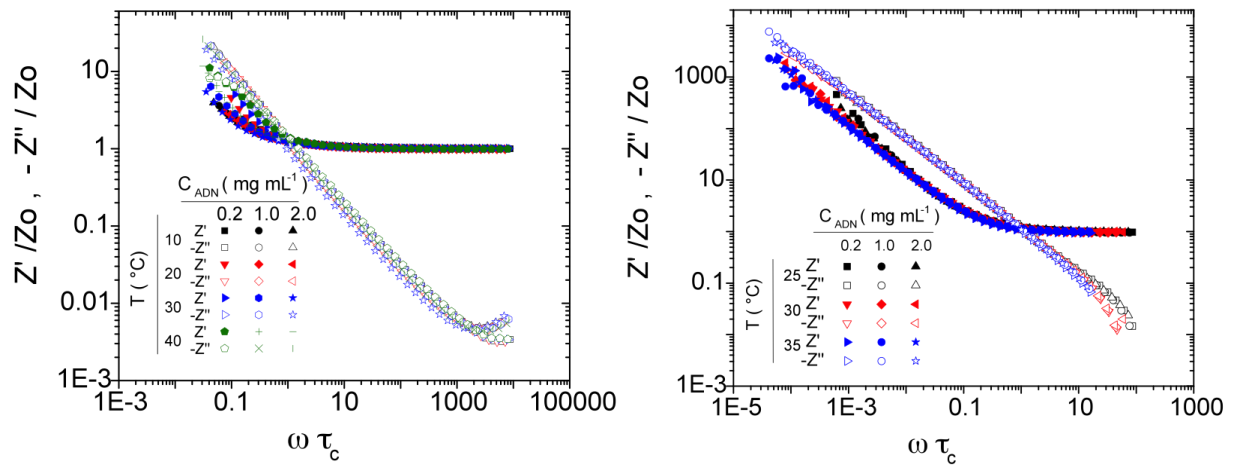 Z' /Zo , - Z'' / Zo
10
1
0.1
0.01
1E-3
1E-3 0.1 10 1000 100000
ω τc
C ADN ( mg mL⁻¹ )
0.2 1.0 2.0
T ( °C)
10 Z'
-Z''
20 Z'
-Z''
30 Z'
-Z''
40 Z'
-Z''
Z' /Zo , - Z'' / Zo
1000
10
1
0.1
1E-3
1E-5 1E-3 0.1 10 1000
ω τc
C ADN ( mg mL⁻¹ )
0.2 1.0 2.0
T ( °C)
25 Z'
-Z''
30 Z'
-Z''
35 Z'
-Z''